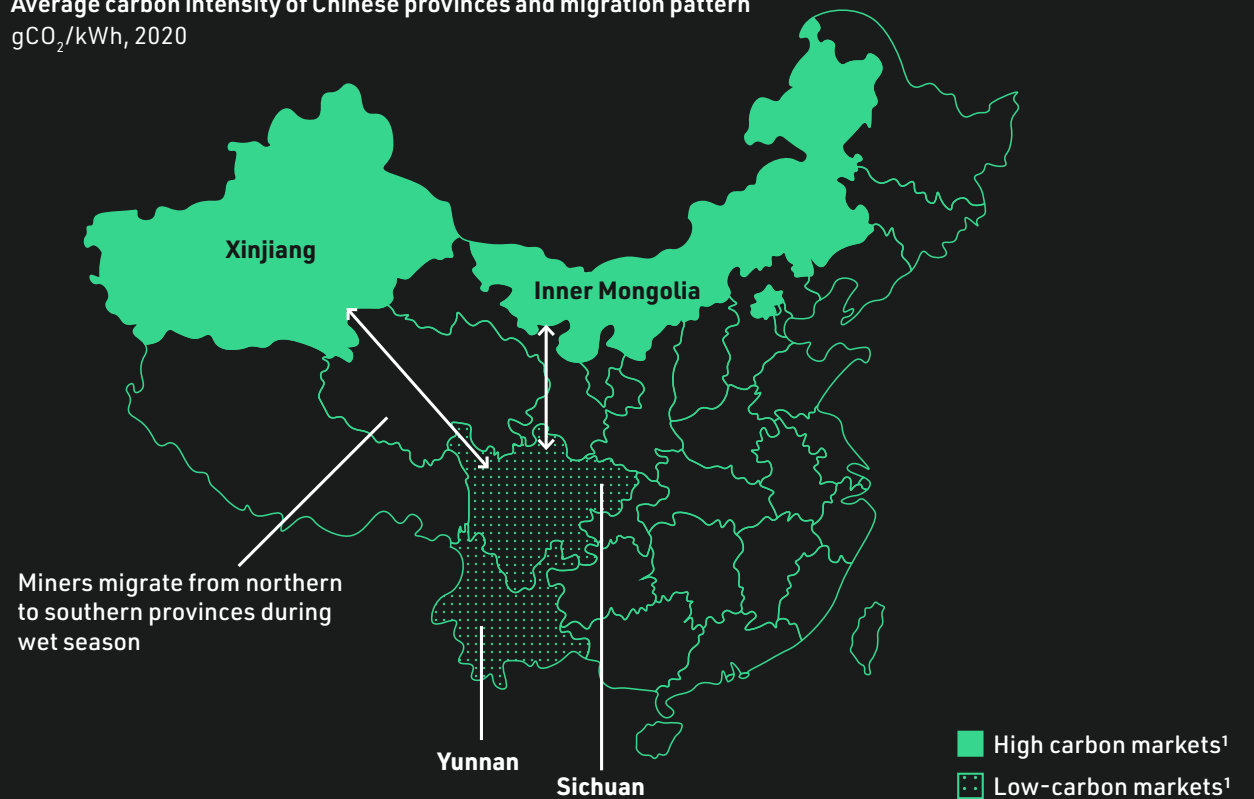 Average carbon intensity of Chinese provinces and migration pattern
gCO₂/kWh, 2020
Xinjiang
Inner Mongolia
Miners migrate from northern
to southern provinces during
wet season
Yunnan
Sichuan
High carbon markets¹
Low-carbon markets¹